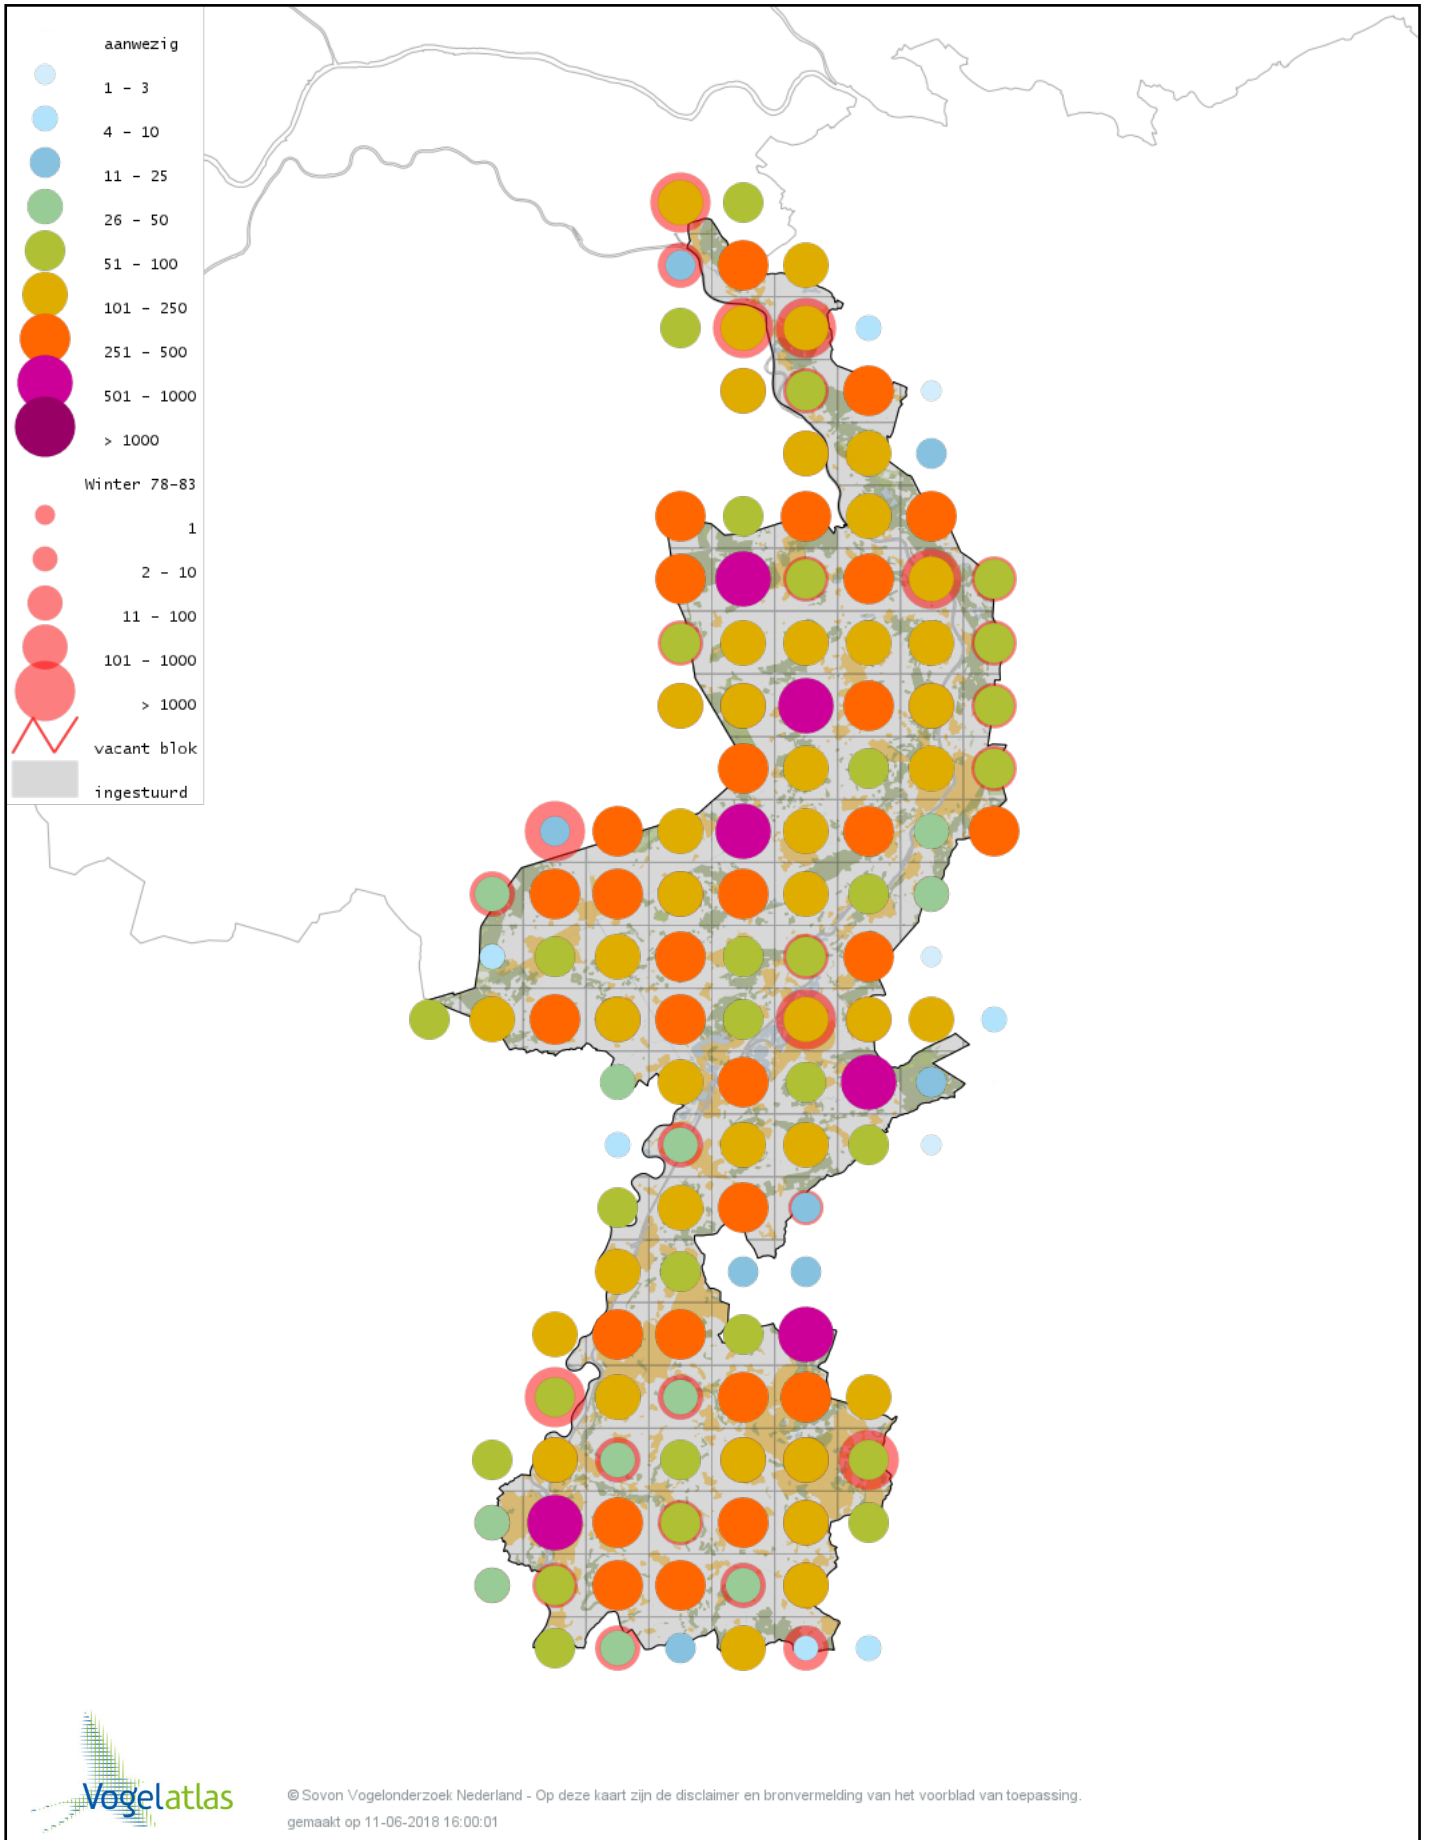 aanwezig
1 - 3
4 - 10
11 - 25
26 - 50
51 - 100
101 - 250
251 - 500
501 - 1000
> 1000
Winter 78-83
1
2 - 10
11 - 100
101 - 1000
> 1000
vacant blok
ingestuurd
Vogelatlas
© Sovon Vogelonderzoek Nederland - Op deze kaart zijn de disclaimer en bronvermelding van het voorblad van toepassing.
gemaakt op 11-06-2018 16:00:01